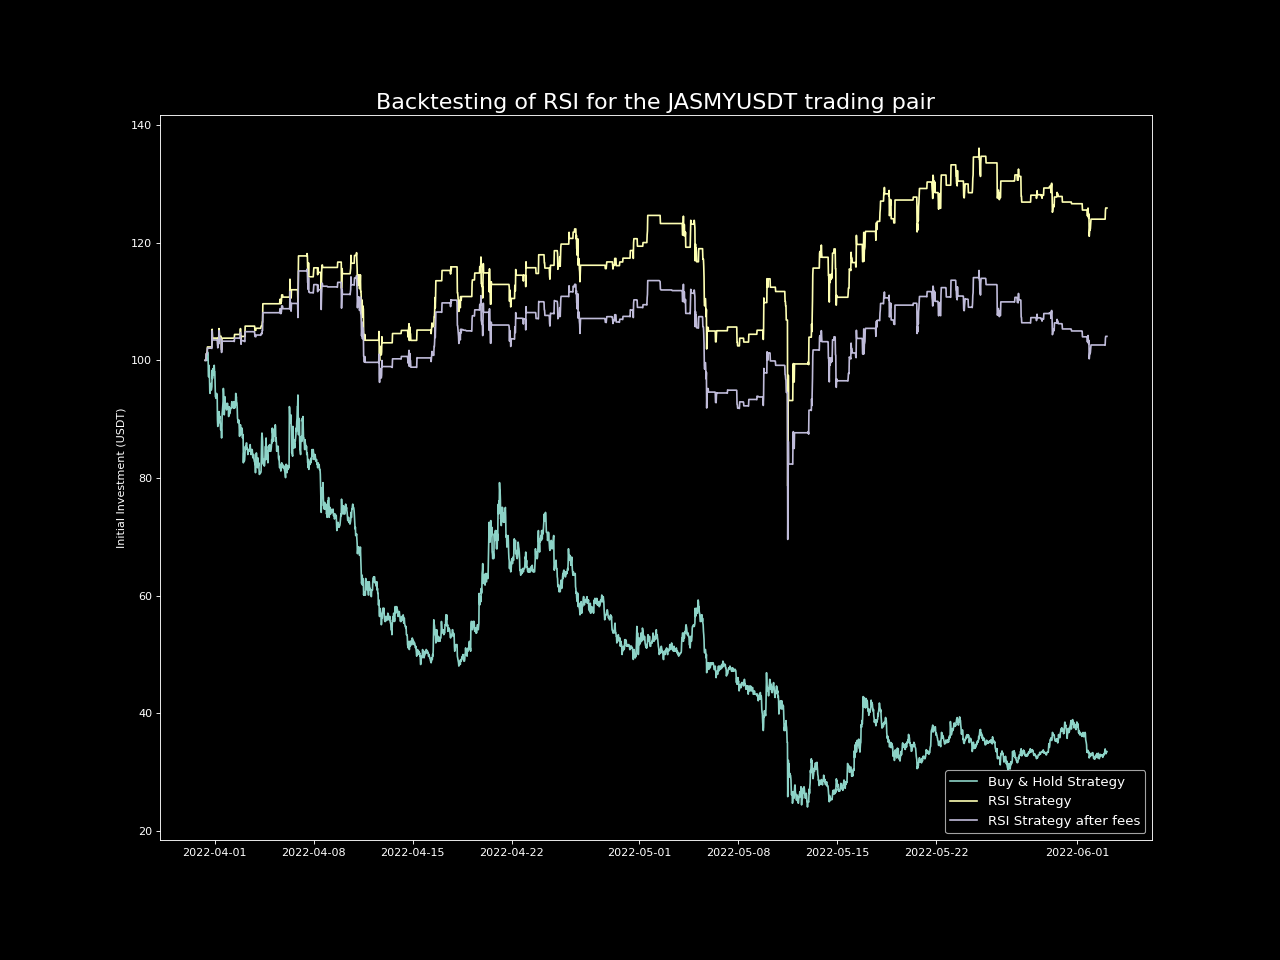 Backtesting of RSI for the JASMYUSDT trading pair
140
120
100
80
60
40
20
Initial Investment (USDT)
2022-04-01 2022-04-08 2022-04-15 2022-04-22 2022-05-01 2022-05-08 2022-05-15 2022-05-22 2022-06-01
Buy & Hold Strategy
RSI Strategy
RSI Strategy after fees